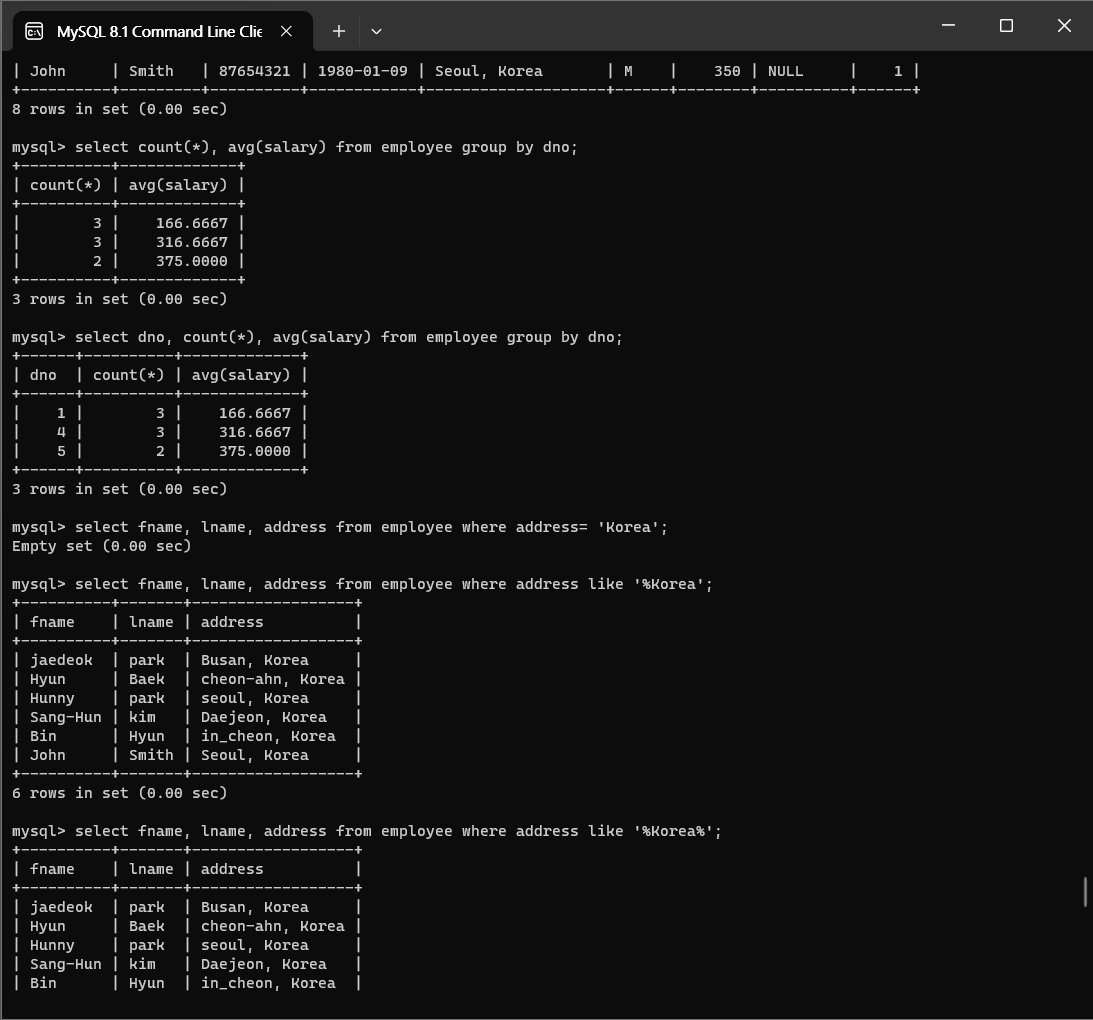 MySQL 8.1 Command Line Clie
| John     | Smith   | 87654321 | 1980-01-09 | Seoul, Korea       | M    |    350 | NULL     |    1 |
+----------+---------+----------+------------+--------------------+------+--------+----------+------+
8 rows in set (0.00 sec)

mysql> select count(*), avg(salary) from employee group by dno;
+----------+-------------+
| count(*) | avg(salary) |
+----------+-------------+
|        3 |    166.6667 |
|        3 |    316.6667 |
|        2 |    375.0000 |
+----------+-------------+
3 rows in set (0.00 sec)

mysql> select dno, count(*), avg(salary) from employee group by dno;
+------+----------+-------------+
| dno  | count(*) | avg(salary) |
+------+----------+-------------+
|    1 |        3 |    166.6667 |
|    4 |        3 |    316.6667 |
|    5 |        2 |    375.0000 |
+------+----------+-------------+
3 rows in set (0.00 sec)

mysql> select fname, lname, address from employee where address= 'Korea';
Empty set (0.00 sec)

mysql> select fname, lname, address from employee where address like '%Korea';
+----------+-------+------------------+
| fname    | lname | address          |
+----------+-------+------------------+
| jaedeok  | park  | Busan, Korea     |
| Hyun     | Baek  | cheon-ahn, Korea |
| Hunny    | park  | seoul, Korea     |
| Sang-Hun | kim   | Daejeon, Korea   |
| Bin      | Hyun  | in_cheon, Korea  |
| John     | Smith | Seoul, Korea     |
+----------+-------+------------------+
6 rows in set (0.00 sec)

mysql> select fname, lname, address from employee where address like '%Korea%';
+----------+-------+------------------+
| fname    | lname | address          |
+----------+-------+------------------+
| jaedeok  | park  | Busan, Korea     |
| Hyun     | Baek  | cheon-ahn, Korea |
| Hunny    | park  | seoul, Korea     |
| Sang-Hun | kim   | Daejeon, Korea   |
| Bin      | Hyun  | in_cheon, Korea  |